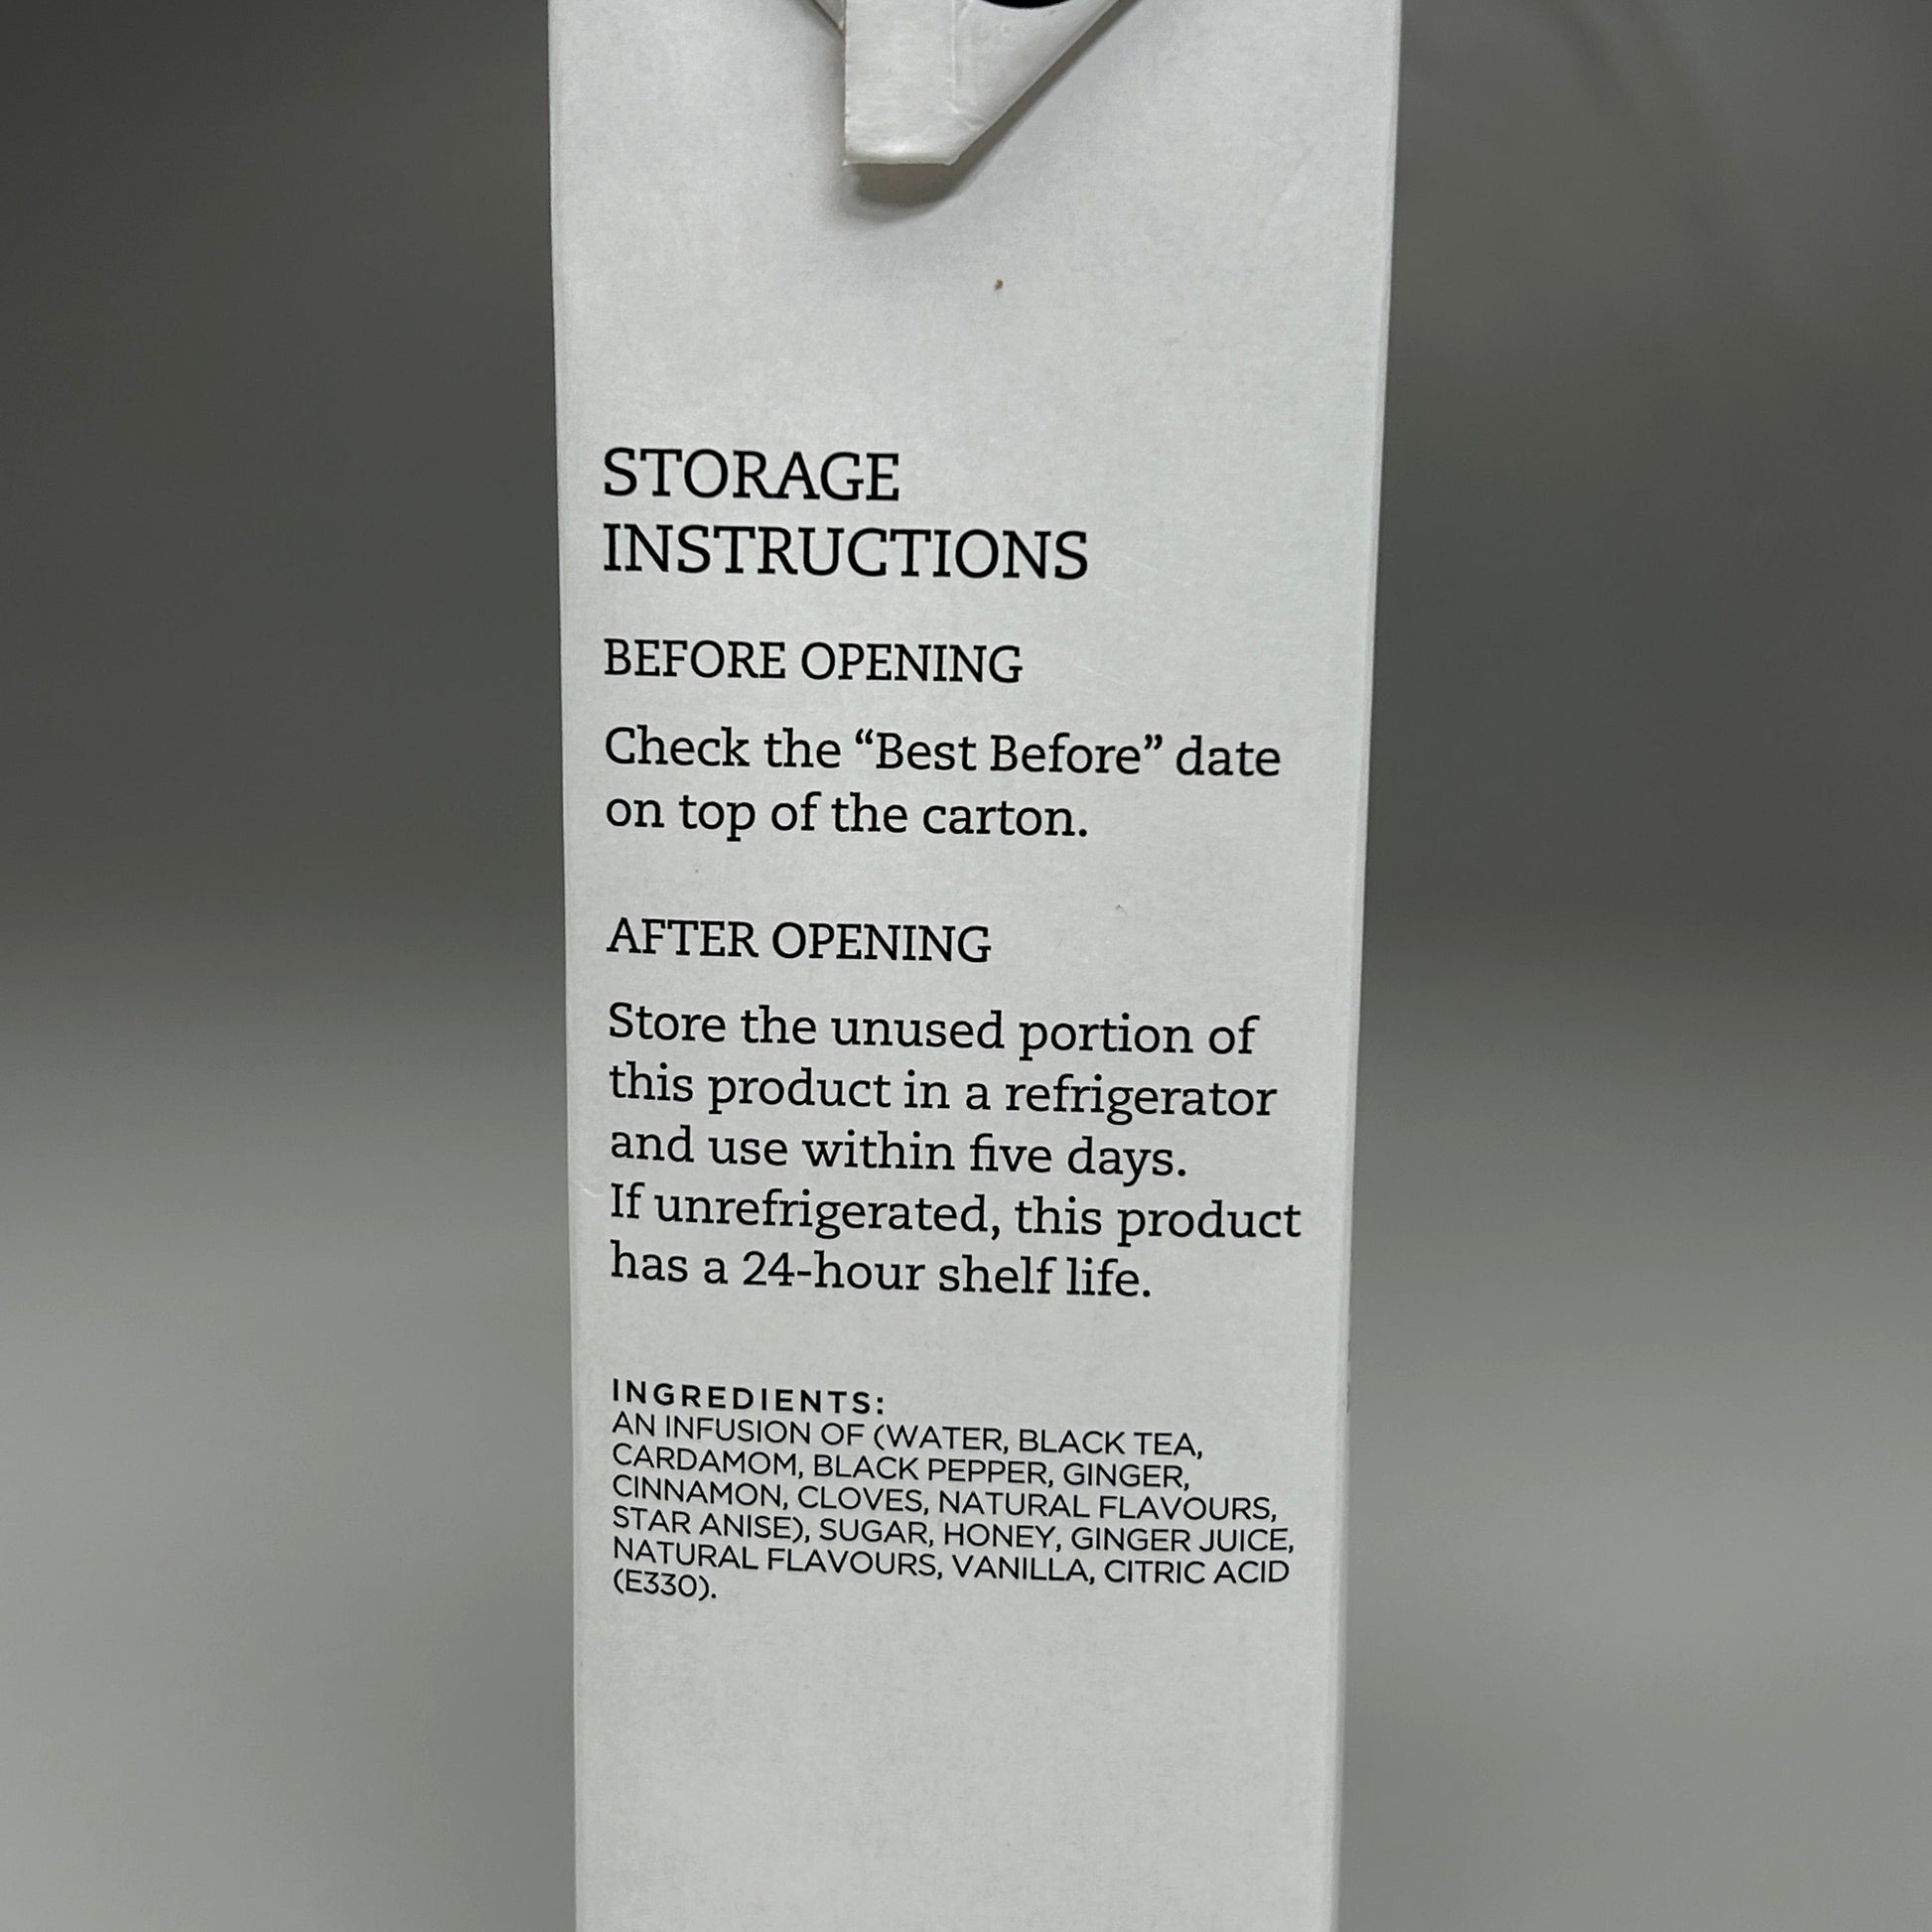 STORAGE
INSTRUCTIONS
BEFORE OPENING
Check the “Best Before” date
on top of the carton.
AFTER OPENING
Store the unused portion of
this product in a refrigerator
and use within five days.
If unrefrigerated, this product
has a 24-hour shelf life.
INGREDIENTS:
AN INFUSION OF (WATER, BLACK TEA,
CARDAMOM, BLACK PEPPER, GINGER,
CINNAMON, CLOVES, NATURAL FLAVOURS,
STAR ANISE), SUGAR, HONEY, GINGER JUICE,
NATURAL FLAVOURS, VANILLA, CITRIC ACID
(E330).